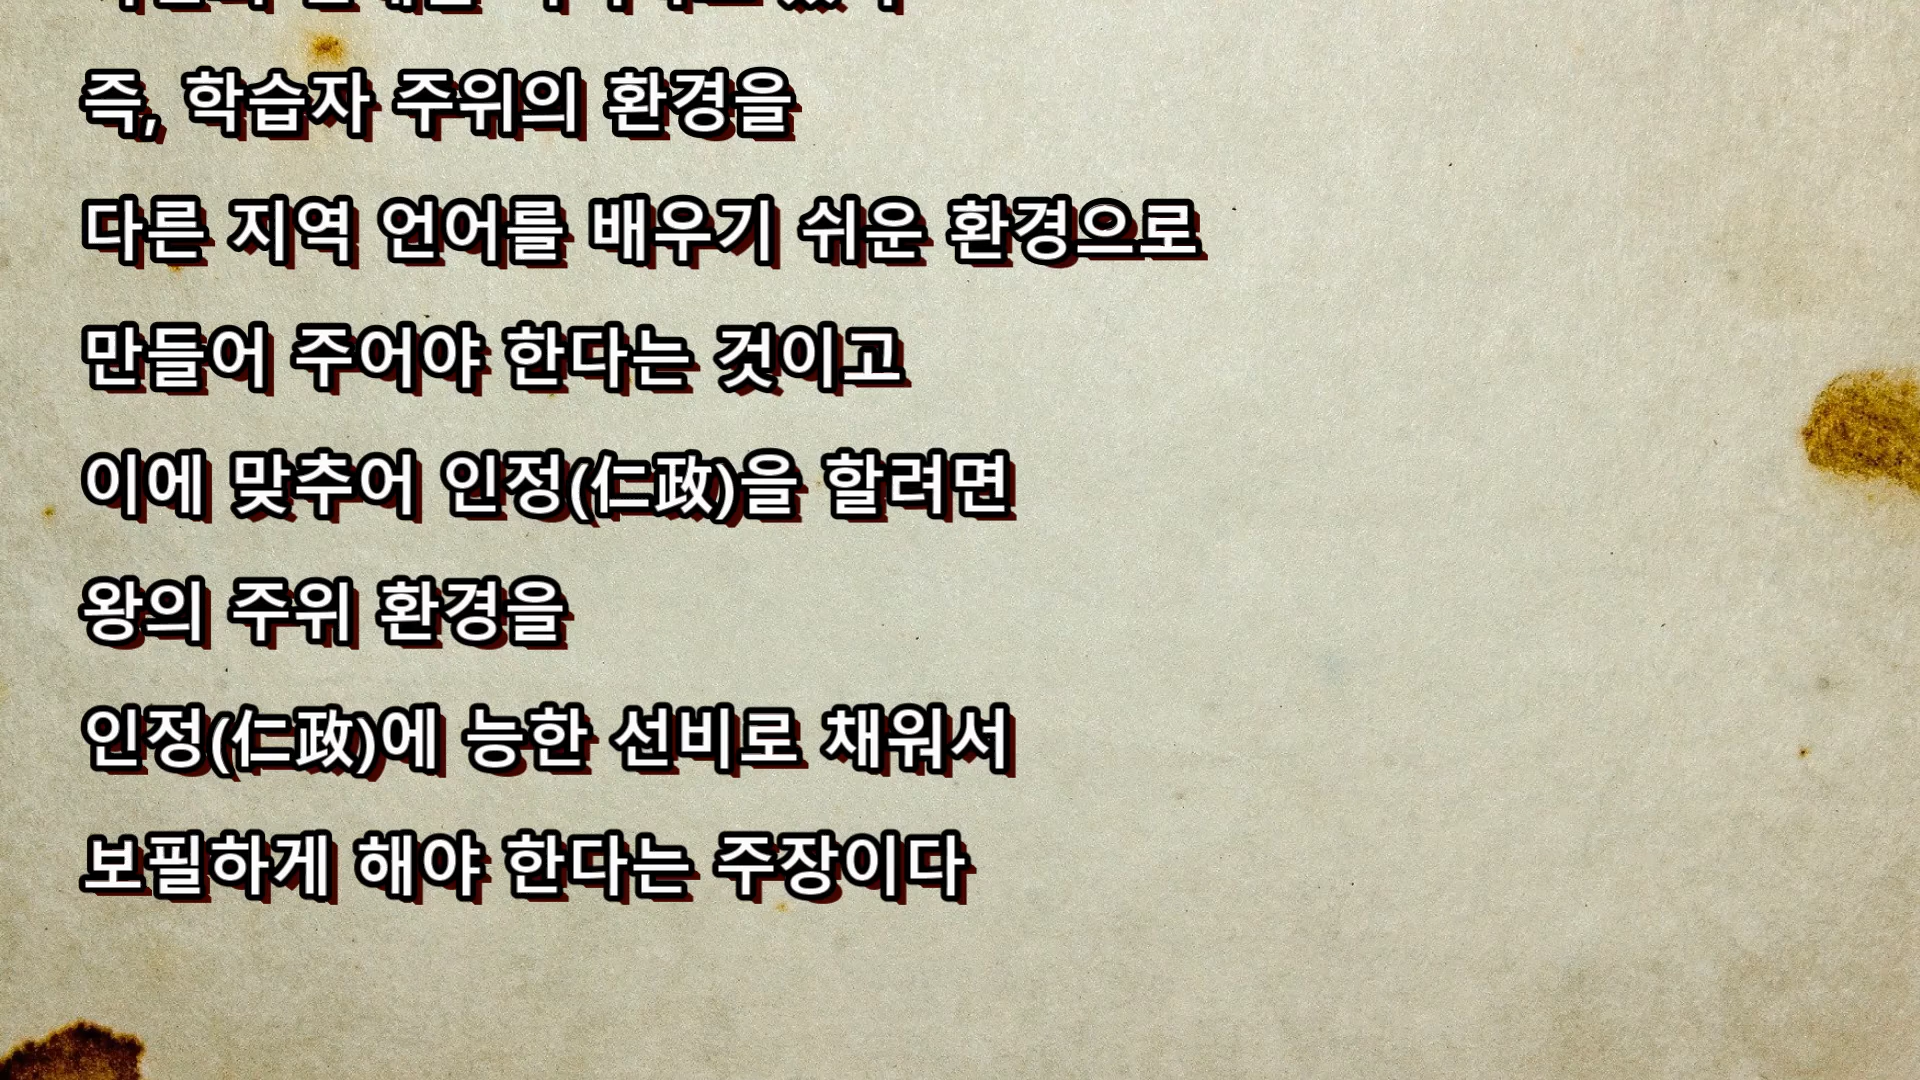 즉, 학습자 주위의 환경을
다른 지역 언어를 배우기 쉬운 환경으로
만들어 주어야 한다는 것이고
이에 맞추어 인정(仁政)을 할려면
왕의 주위 환경을
인정(仁政)에 능한 선비로 채워서
보필하게 해야 한다는 주장이다